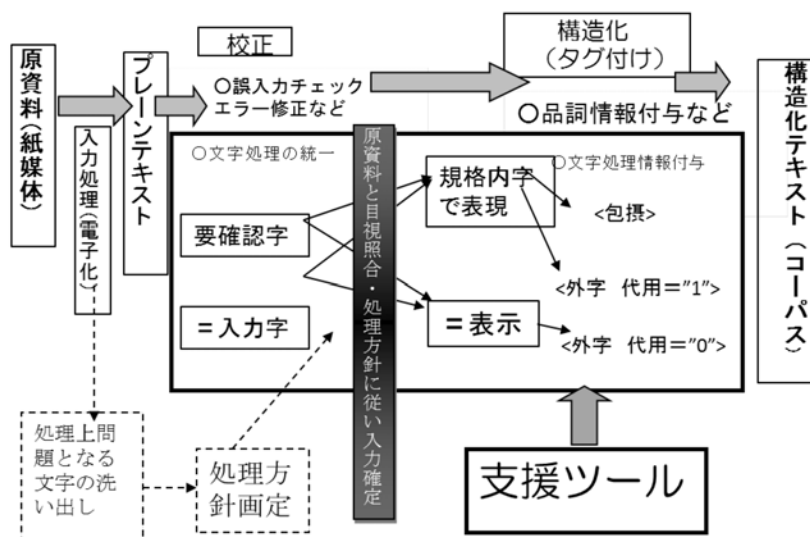 原資料（紙媒体）
入力処理（電子化）
プレーンテキスト
校正
○誤入力チェック
エラー修正など
構造化
（タグ付け）
○品詞情報付与など
構造化テキスト（コーパス）
○文字処理の統一
要確認字
＝入力字
原資料と目視照合・処理方針に従い入力確定
○文字処理情報付与
規格内字
で表現
＝表示
<包摂>
<外字 代用＝”1”>
<外字 代用＝”0”>
処理上問
題となる
文字の洗
い出し
処理方
針画定
支援ツール